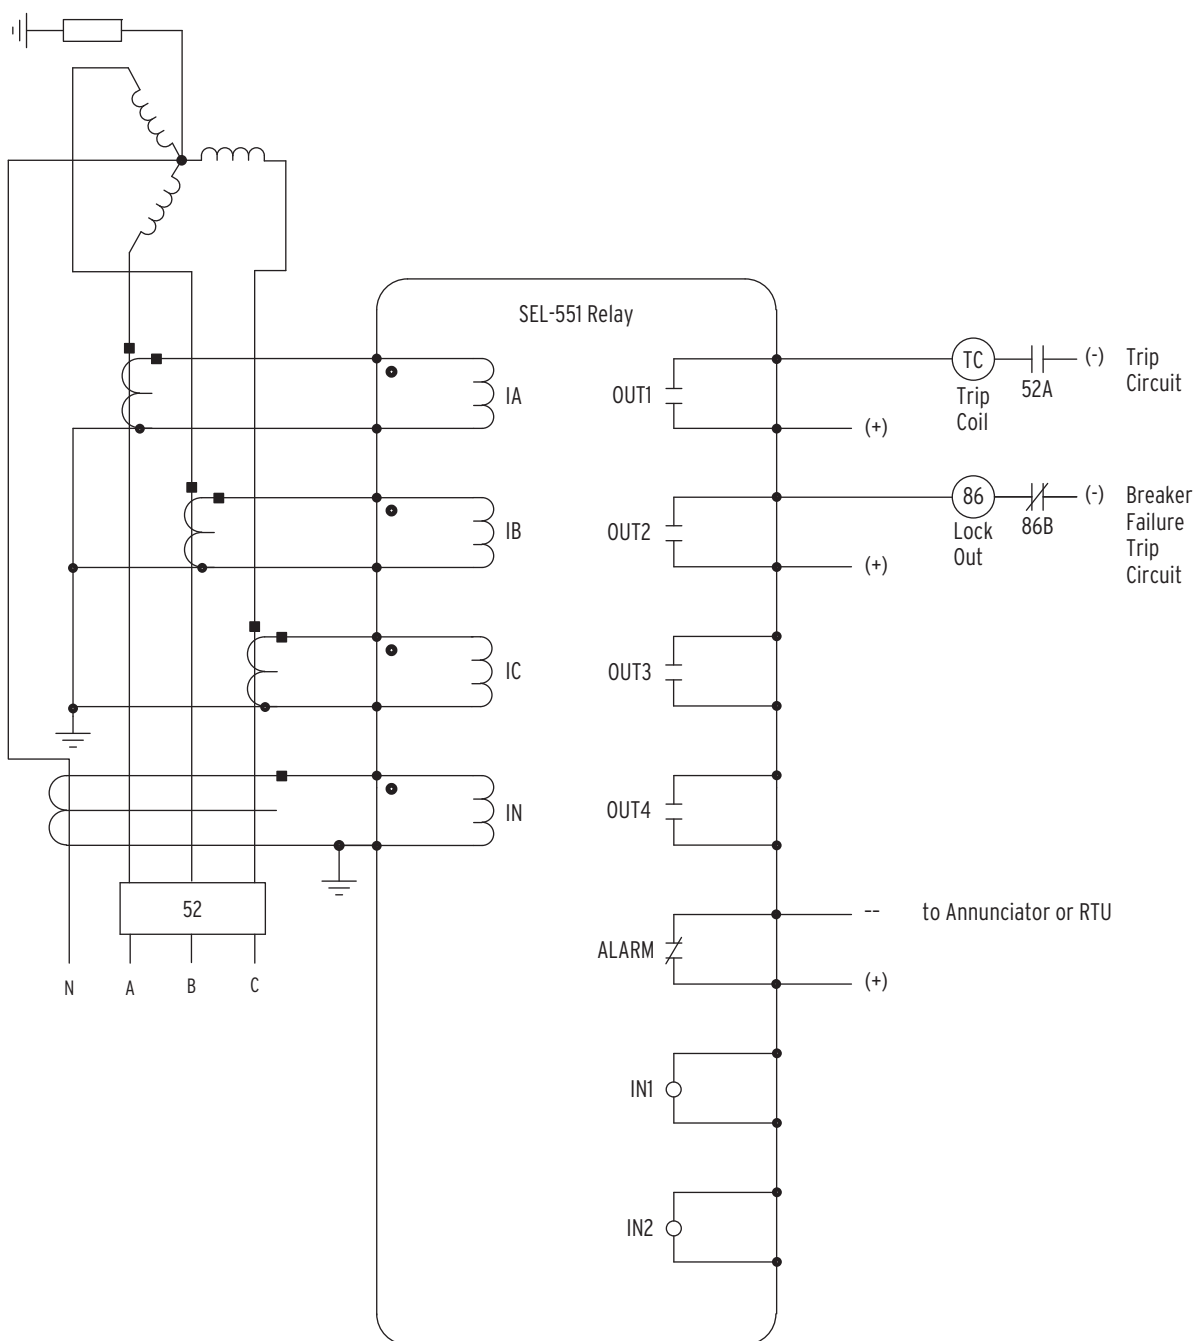 SEL-551 Relay
IA
OUT1
(+)
TC
Trip
Coil
52A
(-)
Trip
Circuit
IB
OUT2
(+)
86
Lock
Out
86B
(-)
Breaker
Failure
Trip
Circuit
IC
OUT3
IN
OUT4
52
N
A
B
C
ALARM
--
to Annunciator or RTU
(+)
IN1
IN2